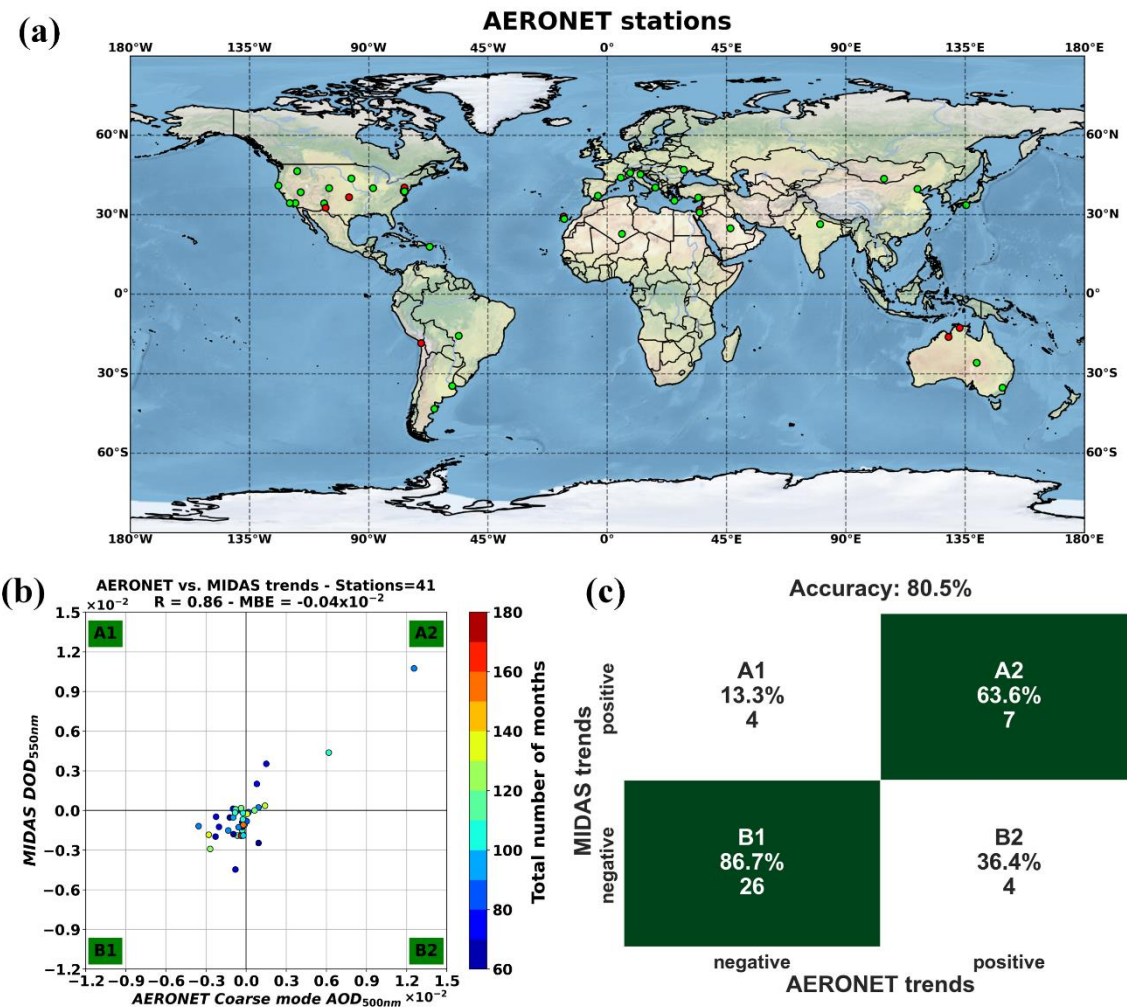 (a)
AERONET stations
180°W 135°W 90°W 45°W 0° 45°E 90°E 135°E 180°E
60°N 60°N
30°N 30°N
0° 0°
30°S 30°S
60°S 60°S
180°W 135°W 90°W 45°W 0° 45°E 90°E 135°E 180°E
(b)
AERONET vs. MIDAS trends - Stations=41
×10−2 R = 0.86 - MBE = -0.04x10−2
1.5
1.2
0.9
0.6
0.3
0.0
−0.3
−0.6
−0.9
−1.2
MIDAS DOD550nm
A1 A2
B1 B2
−1.2 −0.9 −0.6 −0.3 0.0 0.3 0.6 0.9 1.2 1.5
AERONET Coarse mode AOD500nm ×10−2
180
160
140
120
100
80
60
Total number of months
(c)
Accuracy: 80.5%
MIDAS trends
positive
negative
A1
13.3%
4
A2
63.6%
7
B1
86.7%
26
B2
36.4%
4
negative positive
AERONET trends